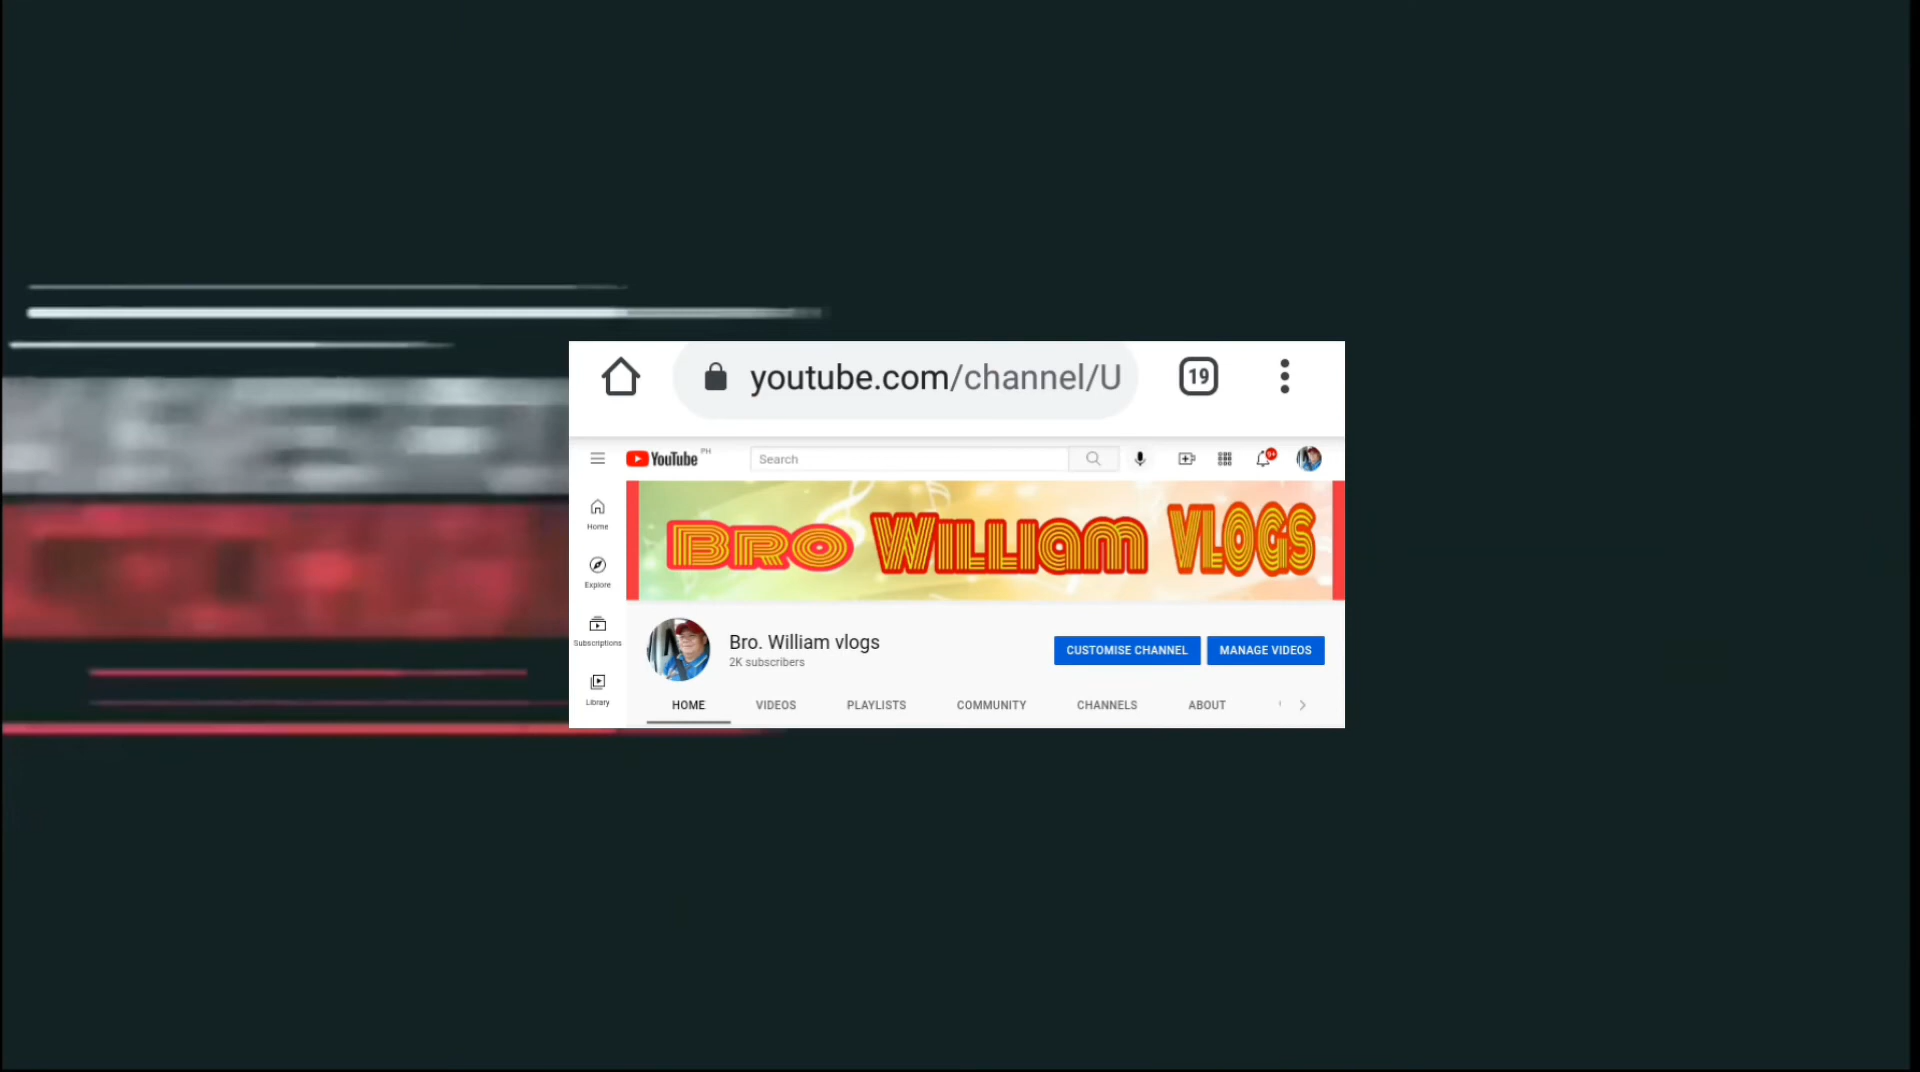 youtube.com/channel/U
19
YouTube PH
Search
9+
Home
Explore
Subscriptions
Library
Bro William VLOGS
Bro. William vlogs
2K subscribers
CUSTOMISE CHANNEL
MANAGE VIDEOS
HOME VIDEOS PLAYLISTS COMMUNITY CHANNELS ABOUT